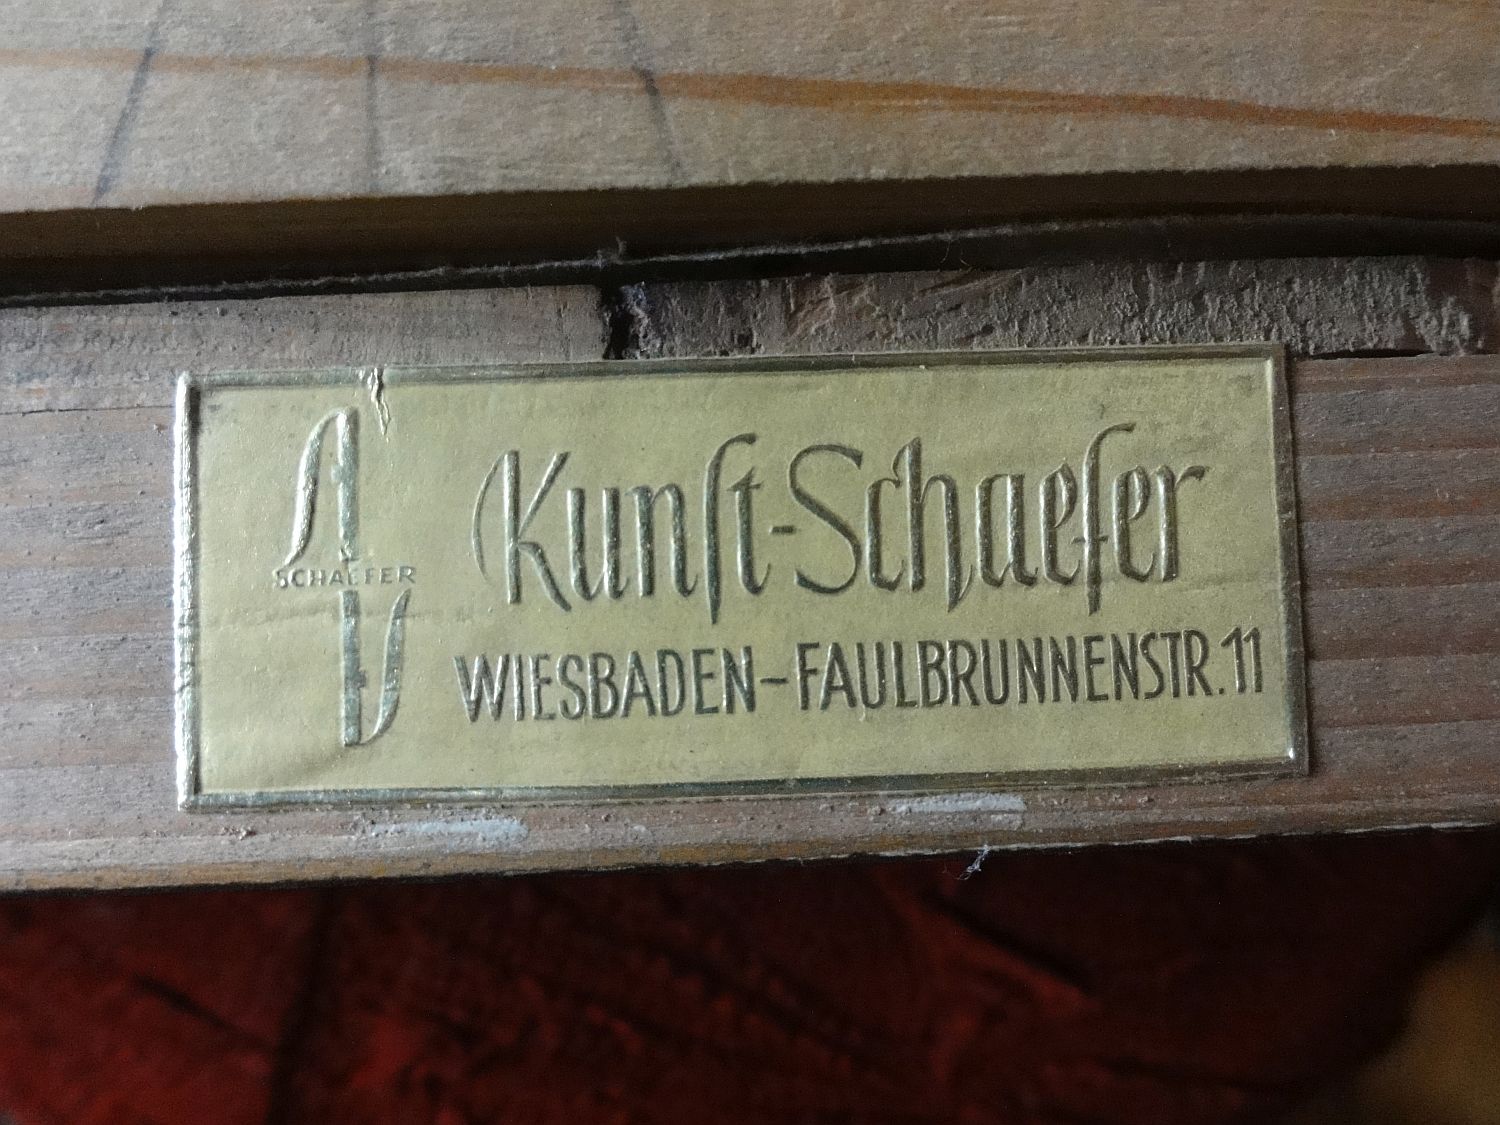 SCHAEFER
Kunſt-Schaefer
WIESBADEN-FAULBRUNNENSTR. 11